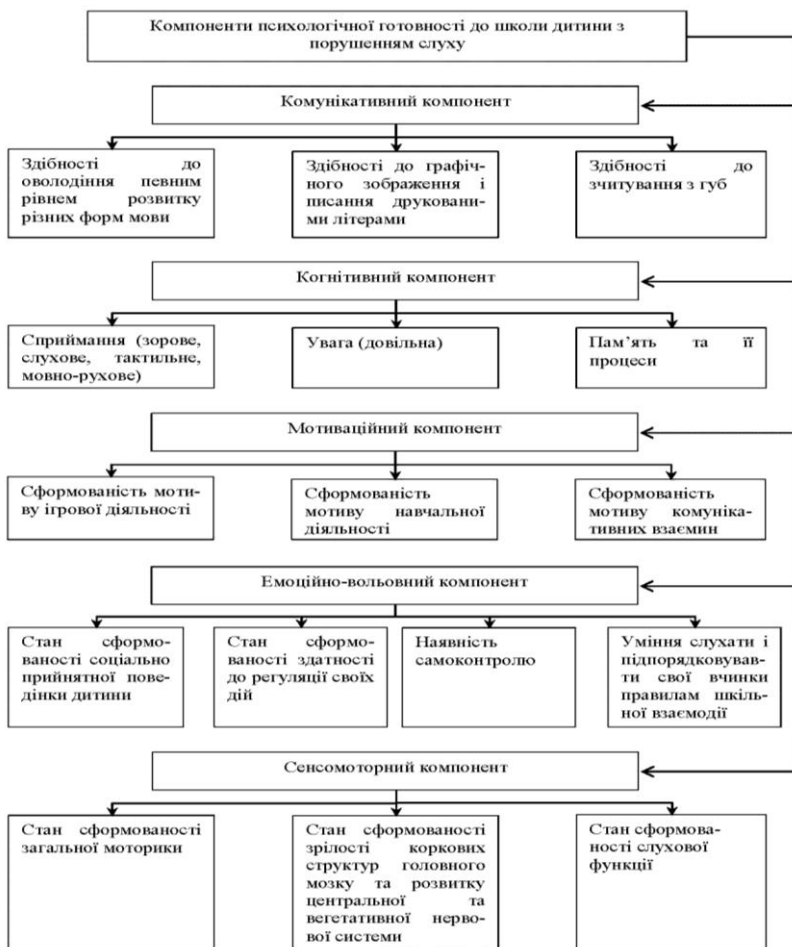 Компоненти психологічної готовності до школи дитини з
порушенням слуху
Комунікативний компонент
Здібності до
оволодіння певним
рівнем розвитку
різних форм мови
Здібності до графіч-
ного зображення і
писання друковани-
ми літерами
Здібності до
зчитування з губ
Когнітивний компонент
Сприймання (зорове,
слухове, тактильне,
мовно-рухове)
Увага (довільна)
Пам’ять та її
процеси
Мотиваційний компонент
Сформованість моти-
ву ігрової діяльності
Сформованість
мотиву навчальної
діяльності
Сформованість
мотиву комуніка-
тивних взаємин
Емоційно-вольовний компонент
Стан сформо-
ваності соціально
прийнятної пове-
дінки дитини
Стан сформо-
ваності здатності
до регуляції своїх
дій
Наявність
самоконтролю
Уміння слухати і
підпорядковував-
ти свої вчинки
правилам шкіль-
ної взаємодії
Сенсомоторний компонент
Стан сформованості
загальної моторики
Стан сформованості
зрілості коркових
структур головного
мозку та розвитку
центральної та
вегетативної нерво-
ової системи
Стан сформова-
ності слухової
функції